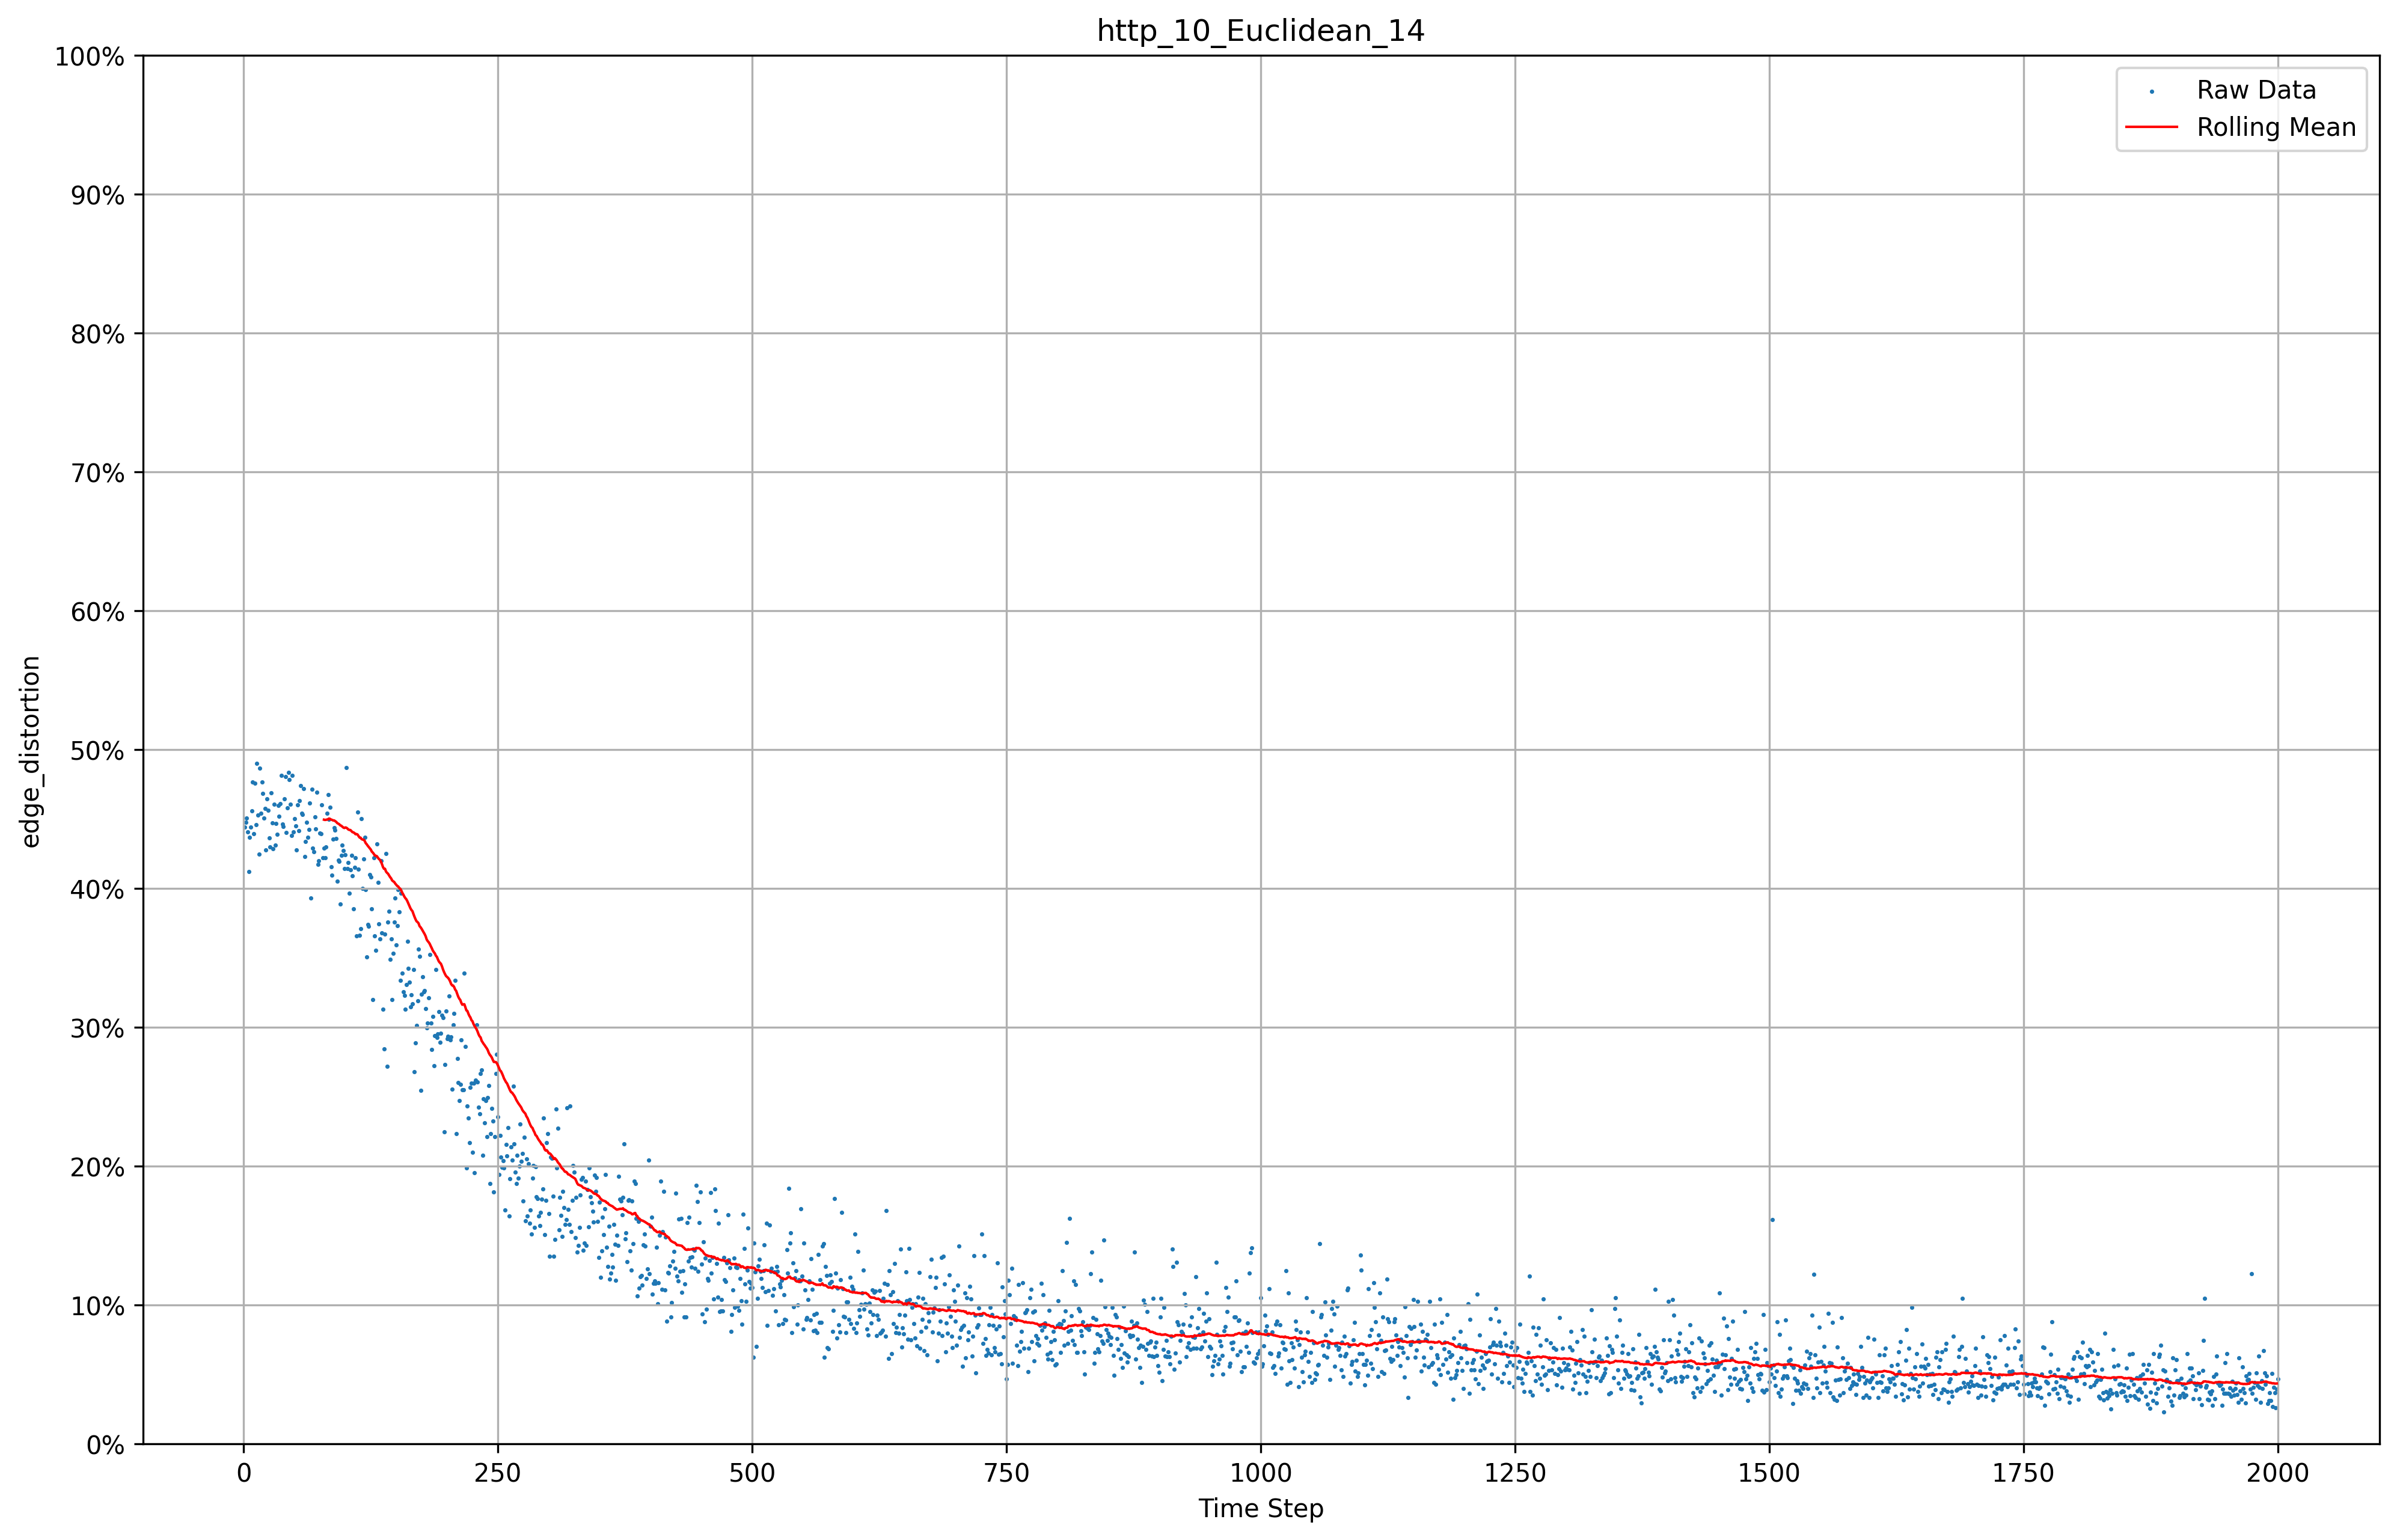 http_10_Euclidean_14
100%
90%
80%
70%
60%
50%
40%
30%
20%
10%
0%
edge_distortion
Raw Data
Rolling Mean
0 250 500 750 1000 1250 1500 1750 2000
Time Step